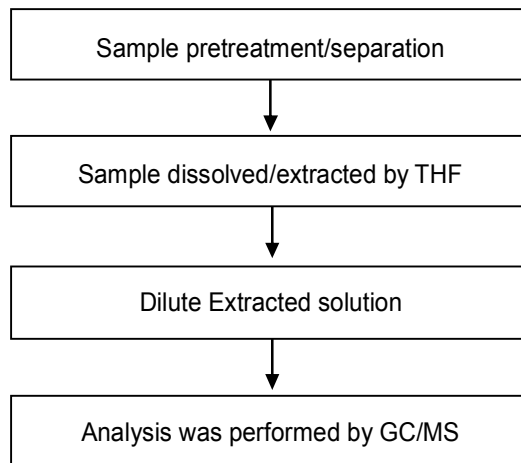 Sample pretreatment/separation
Sample dissolved/extracted by THF
Dilute Extracted solution
Analysis was performed by GC/MS